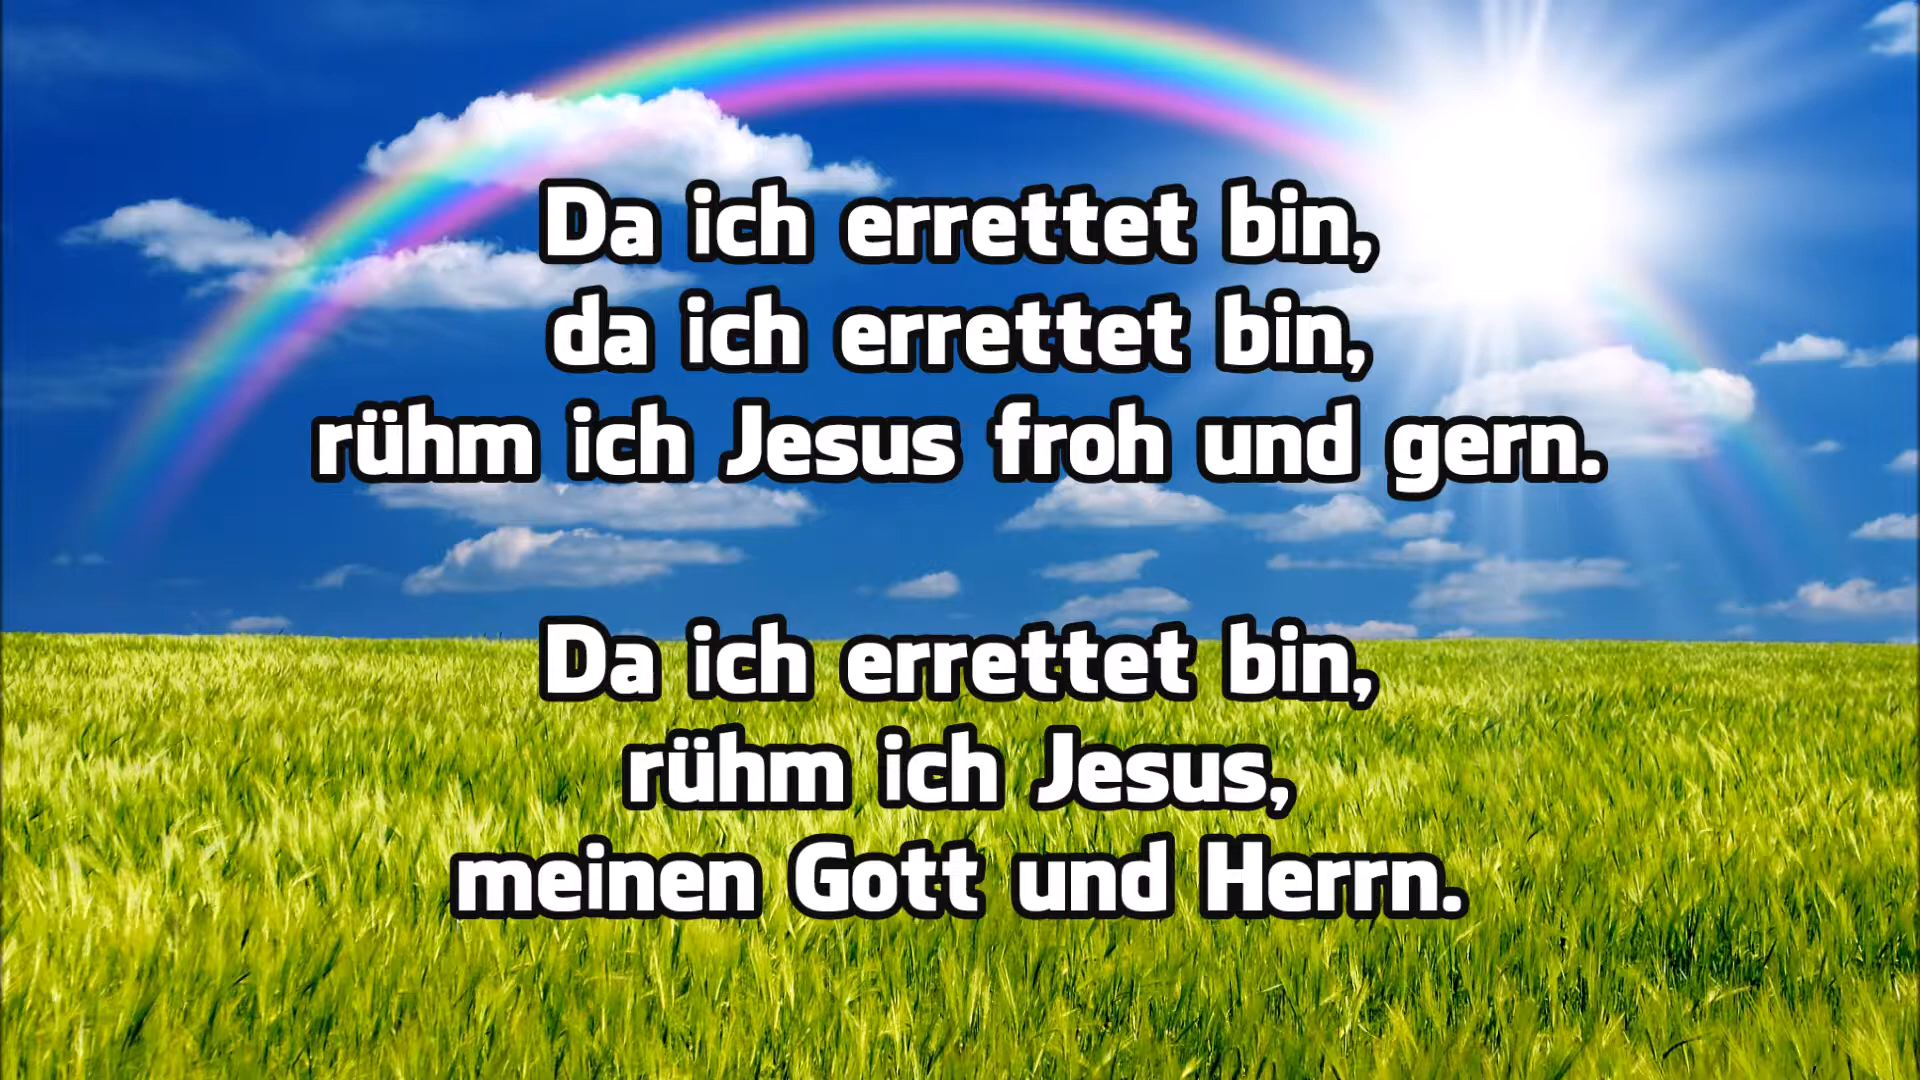 Da ich errettet bin,
da ich errettet bin,
rühm ich Jesus froh und gern.
Da ich errettet bin,
rühm ich Jesus,
meinen Gott und Herrn.